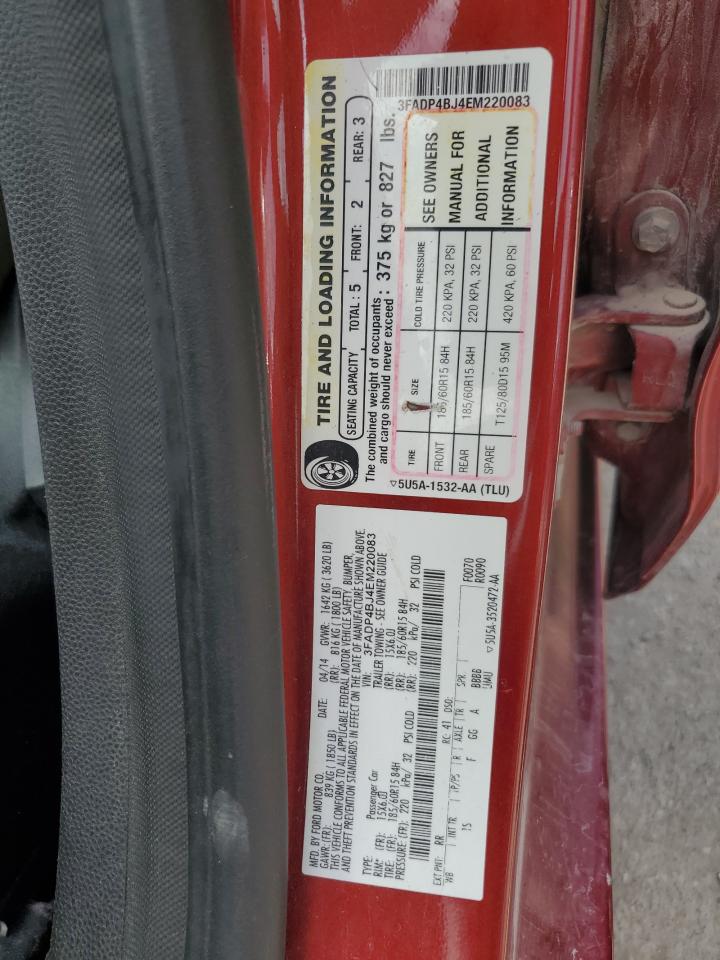 3FADP4BJ4EM220083
TIRE AND LOADING INFORMATION
SEATING CAPACITY TOTAL : 5 FRONT: 2 REAR: 3
The combined weight of occupants
and cargo should never exceed : 375 kg or 827 lbs.
TIRE SIZE COLD TIRE PRESSURE
FRONT 185/60R15 84H 220 KPA, 32 PSI
REAR 185/60R15 84H 220 KPA, 32 PSI
SPARE T125/80D15 95M 420 KPA, 60 PSI
SEE OWNERS
MANUAL FOR
ADDITIONAL
INFORMATION
▽5U5A-1532-AA (TLU)
MFD. BY FORD MOTOR CO. DATE: 04/14 GVWR: 1642 KG ( 3620 LB)
GAWR:(FR): 839 KG ( 1850 LB) (RR): 816 KG ( 1800 LB)
THIS VEHICLE CONFORMS TO ALL APPLICABLE FEDERAL MOTOR VEHICLE SAFETY, BUMPER,
AND THEFT PREVENTION STANDARDS IN EFFECT ON THE DATE OF MANUFACTURE SHOWN ABOVE.
VIN: 3FADP4BJ4EM220083
TYPE: Passenger Car TRAILER TOWING - SEE OWNER GUIDE
RIM: (FR): 15X6.0J (RR): 15X6.0J
TIRE: (FR): 185/60R15 84H (RR): 185/60R15 84H
PRESSURE: (FR): 220 kPa/ 32 PSI COLD (RR): 220 kPa/ 32 PSI COLD
EXT PNT: RR RC: 41 DSO: F0070
WB INT TR TP/PS R AXLE TR SPR R0090
15 F GG A BBBB
UMU
▽5U5A-3520472-AA